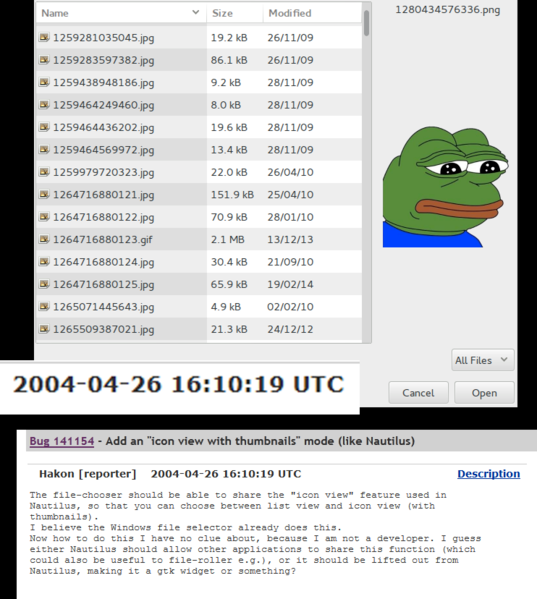 Name Size Modified
1280434576336.png
1259281035045.jpg 19.2 kB 26/11/09
1259283597382.jpg 86.1 kB 26/11/09
1259438948186.jpg 9.2 kB 28/11/09
1259464249460.jpg 8.0 kB 28/11/09
1259464436202.jpg 19.6 kB 28/11/09
1259464569972.jpg 13.4 kB 28/11/09
1259979720323.jpg 22.0 kB 26/04/10
1264716880121.jpg 151.9 kB 25/04/10
1264716880122.jpg 70.9 kB 28/01/10
1264716880123.gif 2.1 MB 13/12/13
1264716880124.jpg 30.4 kB 21/09/10
1264716880125.jpg 65.9 kB 19/02/14
1265071445643.jpg 4.9 kB 02/02/10
1265509387021.jpg 21.3 kB 24/12/12
All Files
Cancel Open
2004-04-26 16:10:19 UTC
Bug 141154 - Add an "icon view with thumbnails" mode (like Nautilus)
Hakon [reporter] 2004-04-26 16:10:19 UTC Description
The file-chooser should be able to share the "icon view" feature used in
Nautilus, so that you can choose between list view and icon view (with
thumbnails).
I believe the Windows file selector already does this.
Now how to do this I have no clue about, because I am not a developer. I guess
either Nautilus should allow other applications to share this function (which
could also be useful to file-roller e.g.), or it should be lifted out from
Nautilus, making it a gtk widget or something?